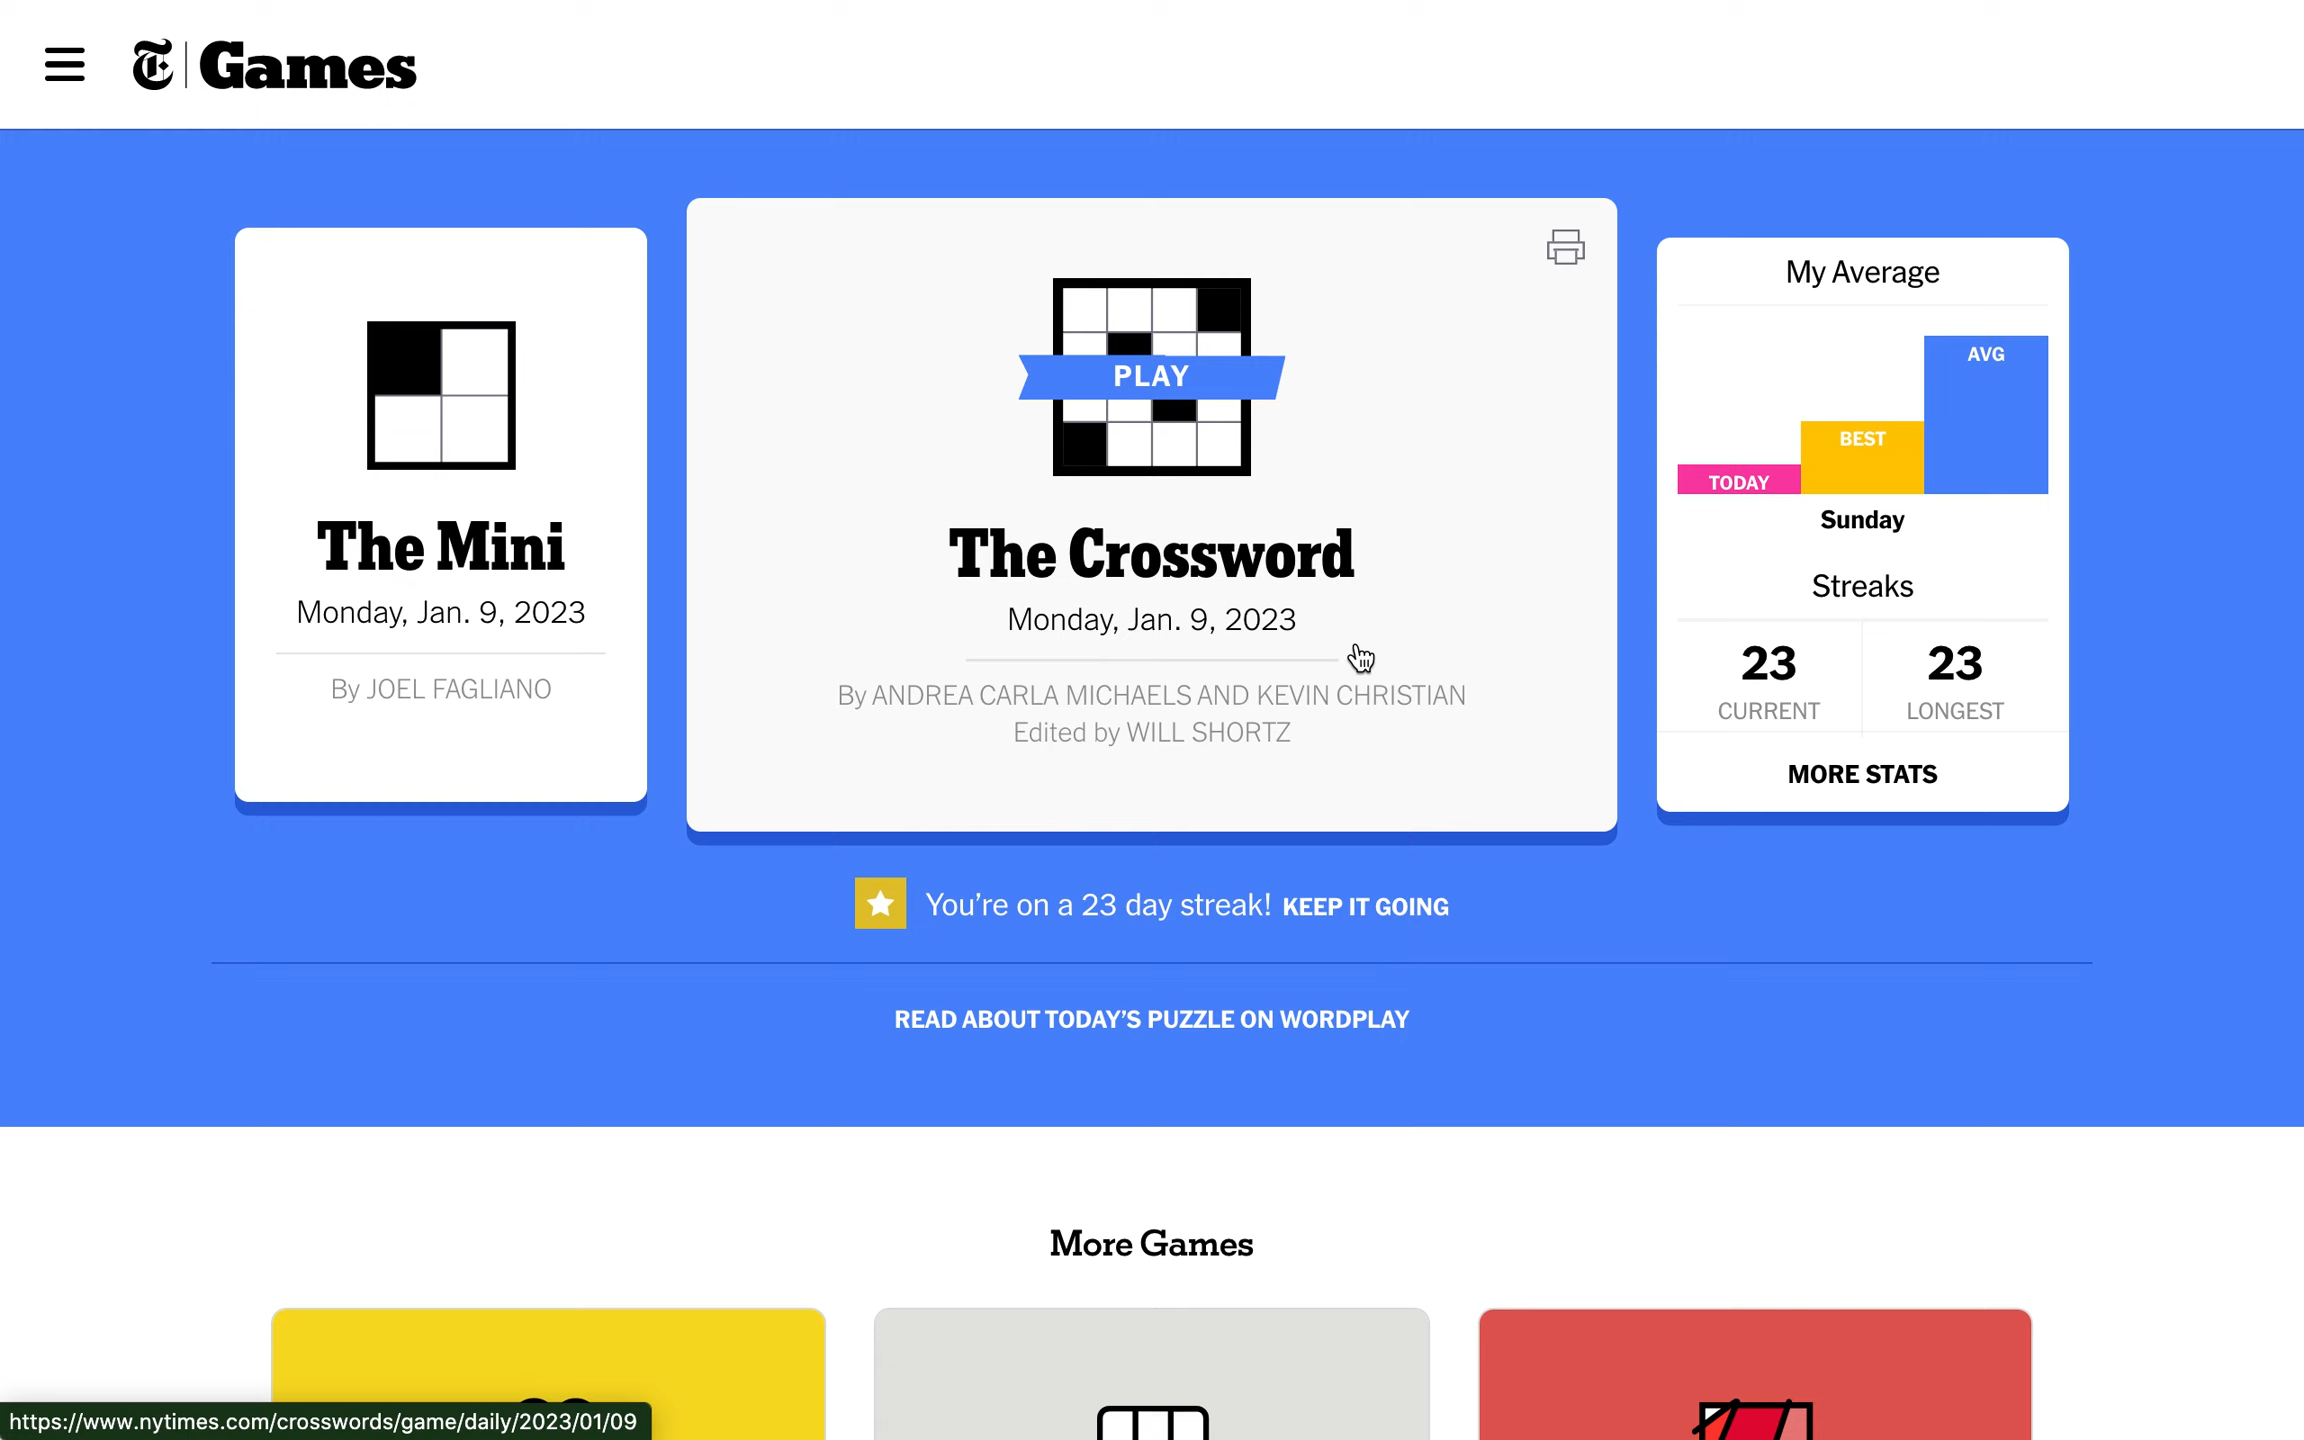 T Games
The Mini
Monday, Jan. 9, 2023
By JOEL FAGLIANO
PLAY
The Crossword
Monday, Jan. 9, 2023
By ANDREA CARLA MICHAELS AND KEVIN CHRISTIAN
Edited by WILL SHORTZ
My Average
TODAY
BEST
AVG
Sunday
Streaks
23
CURRENT
23
LONGEST
MORE STATS
You’re on a 23 day streak! KEEP IT GOING
READ ABOUT TODAY’S PUZZLE ON WORDPLAY
More Games
https://www.nytimes.com/crosswords/game/daily/2023/01/09